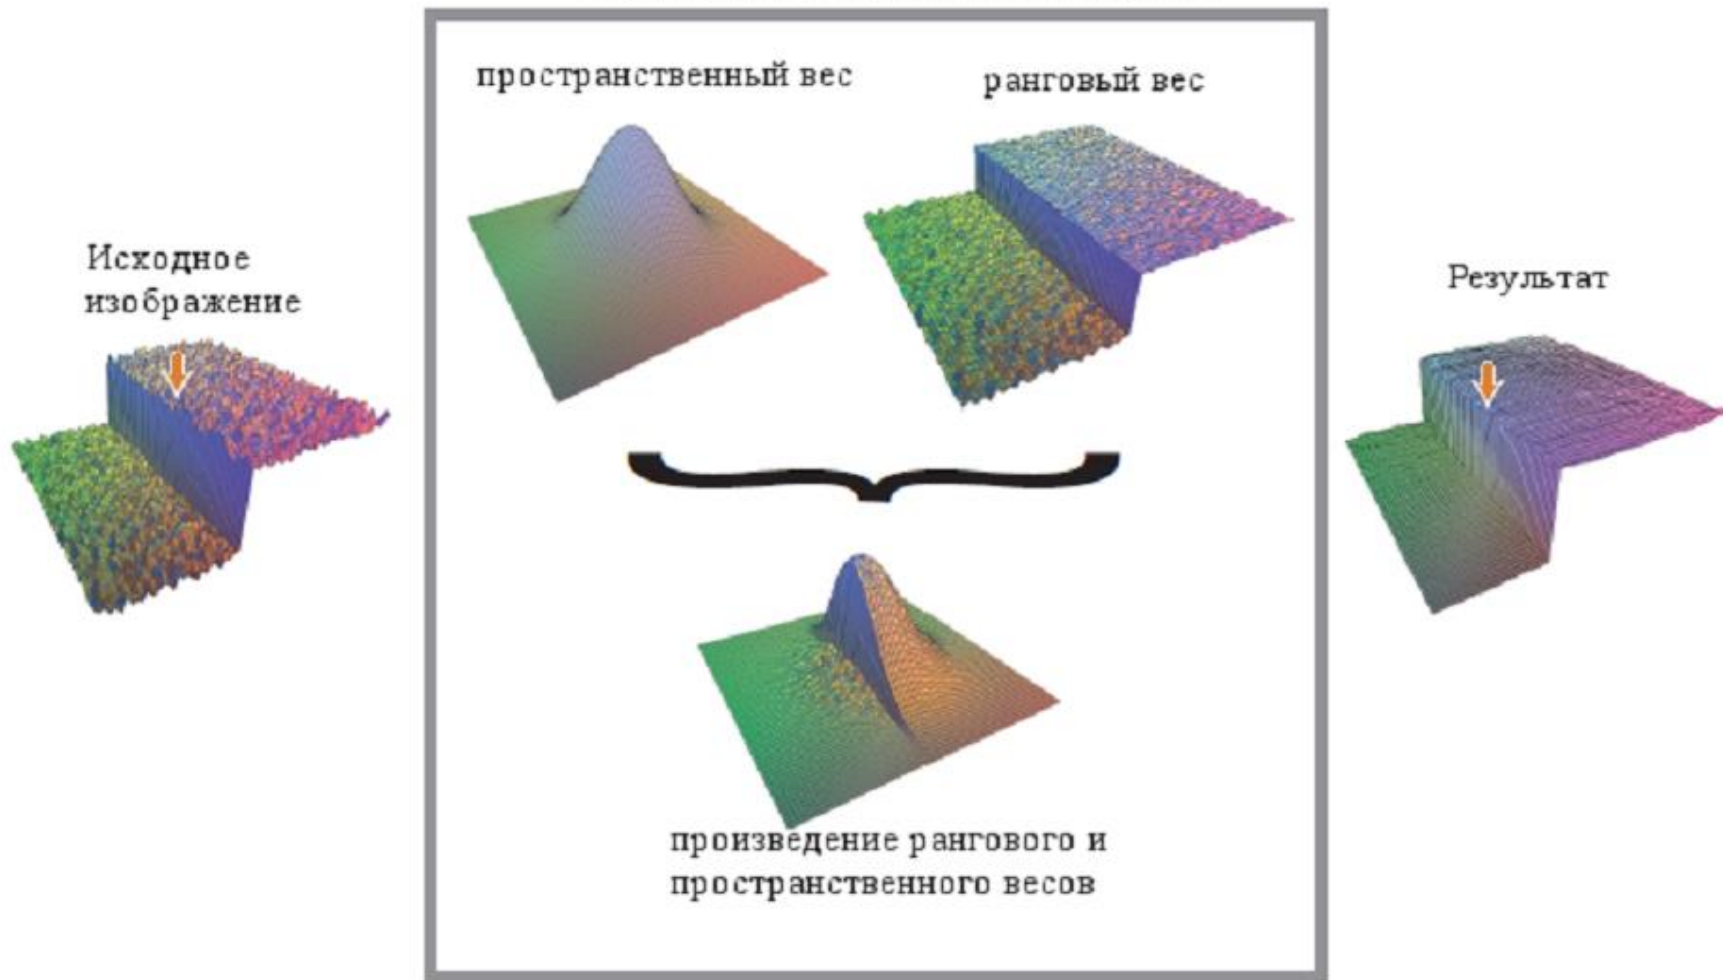 пространственный вес
ранговый вес
Исходное
изображение
Результат
произведение рангового и
пространственного весов